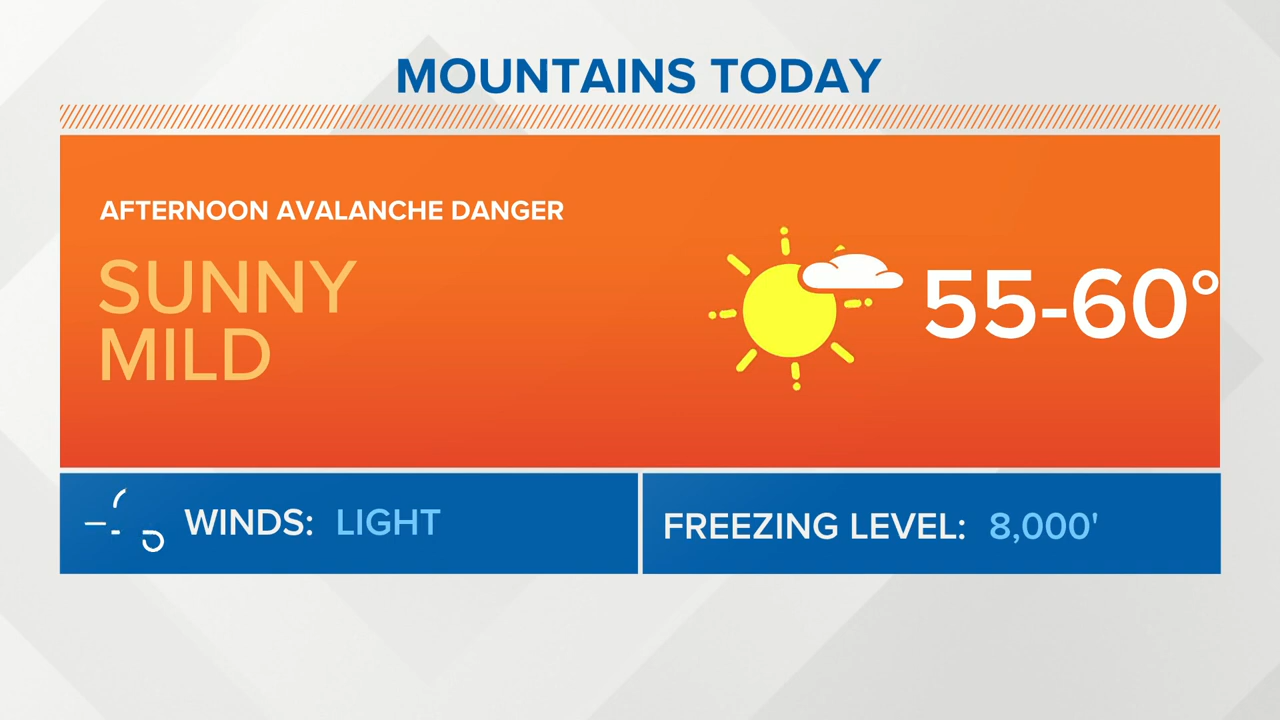 MOUNTAINS TODAY
AFTERNOON AVALANCHE DANGER
SUNNY
MILD
55-60°
WINDS: LIGHT
FREEZING LEVEL: 8,000'